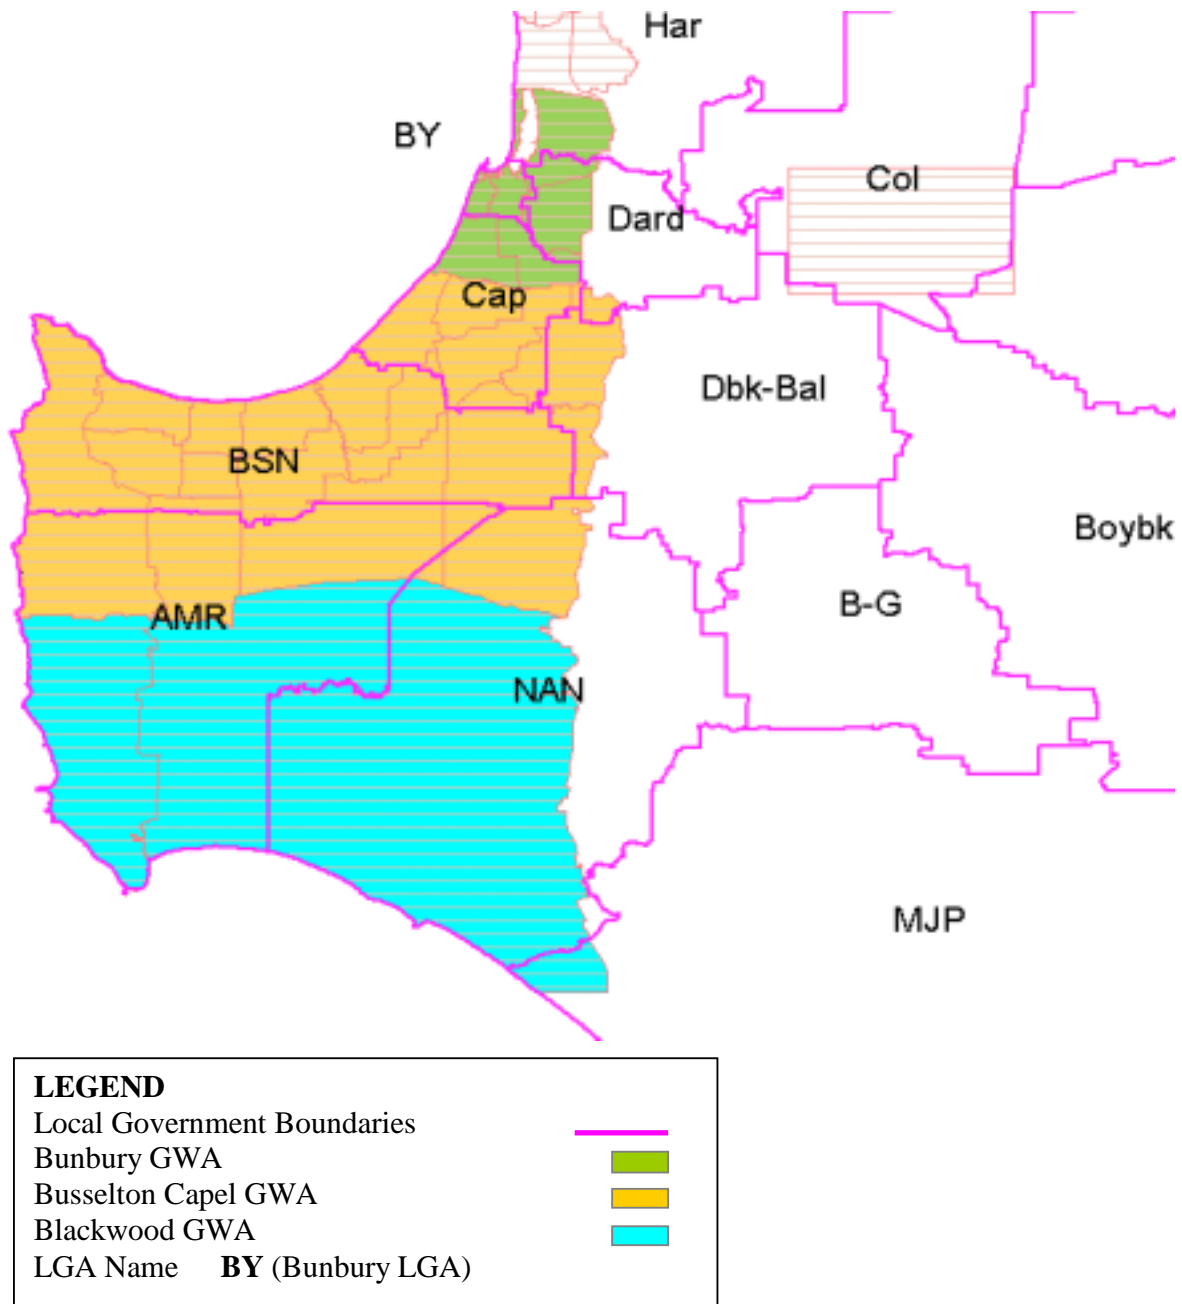 Har
BY
Col
Dard
Cap
Dbk-Bal
BSN
Boybk
B-G
AMR
NAN
MJP
LEGEND
Local Government Boundaries
Bunbury GWA
Busselton Capel GWA
Blackwood GWA
LGA Name BY (Bunbury LGA)